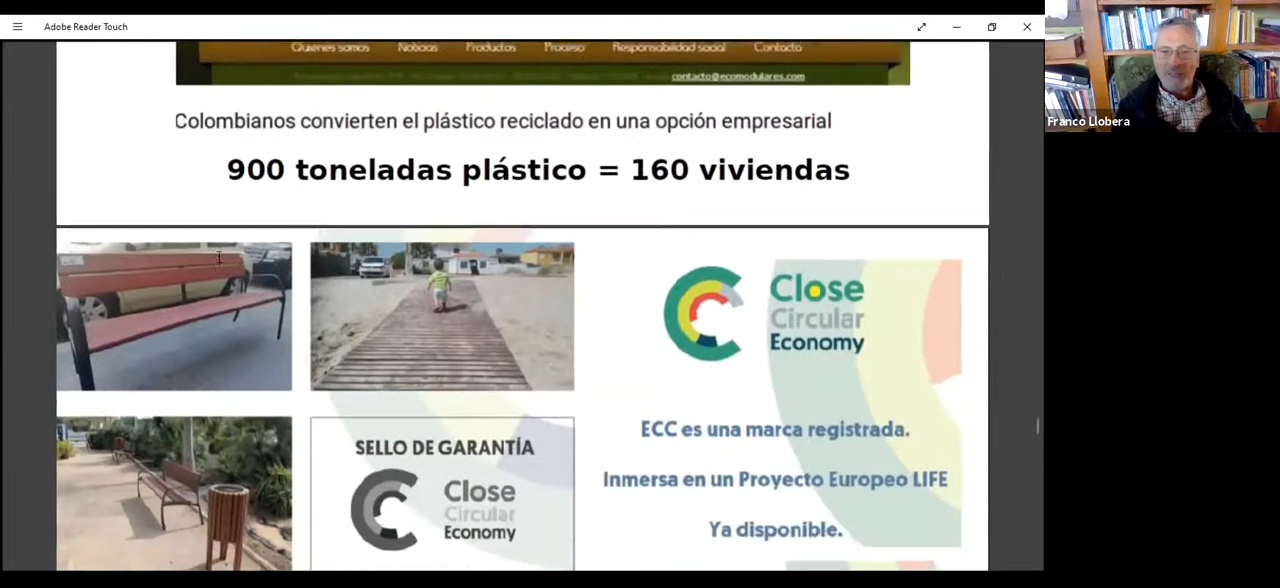 Adobe Reader Touch
Quienes somos Noticias Productos Proceso Responsabilidad social Contacto
contacto@ecomodulares.com
Colombianos convierten el plástico reciclado en una opción empresarial
900 toneladas plástico = 160 viviendas
Close
Circular
Economy
SELLO DE GARANTÍA
Close
Circular
Economy
ECC es una marca registrada.
Inmersa en un Proyecto Europeo LIFE
Ya disponible.
Franco Llobera